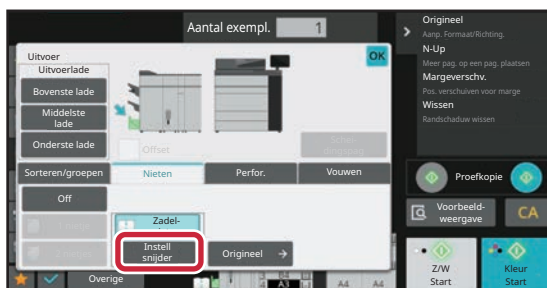 Aantal exempl. 1
Uitvoer
OK
Uitvoerlade
Bovenste lade
Middelste
lade
Onderste lade
Offset
Sorteren/groepen
Nieten
Perfor.
Vouwen
Off
Zadel-
Instell
snijder
Origineel
Overige
A3
A4
A4
Origineel
Aanp. Formaat/Richting.
N-Up
Meer pag. op een pag. plaatsen
Margeverschv.
Pos. verschuiven voor marge
Wissen
Randschaduw wissen
Proefkopie
Voorbeeld-
weergave
CA
Z/W
Start
Kleur
Start